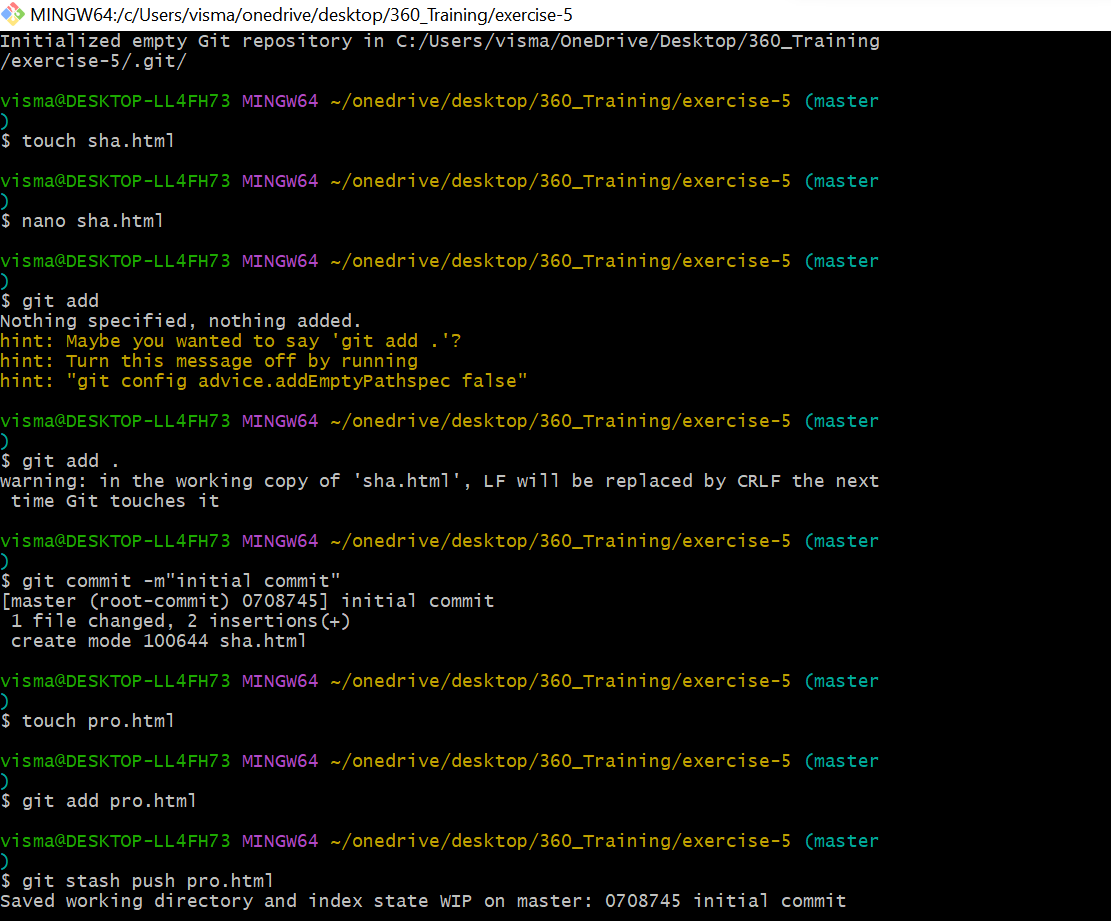 MINGW64:/c/Users/visma/onedrive/desktop/360_Training/exercise-5
Initialized empty Git repository in C:/Users/visma/OneDrive/Desktop/360_Training
/exercise-5/.git/
visma@DESKTOP-LL4FH73 MINGW64 ~/onedrive/desktop/360_Training/exercise-5 (master
)
$ touch sha.html
visma@DESKTOP-LL4FH73 MINGW64 ~/onedrive/desktop/360_Training/exercise-5 (master
)
$ nano sha.html
visma@DESKTOP-LL4FH73 MINGW64 ~/onedrive/desktop/360_Training/exercise-5 (master
)
$ git add
Nothing specified, nothing added.
hint: Maybe you wanted to say 'git add .'?
hint: Turn this message off by running
hint: "git config advice.addEmptyPathspec false"
visma@DESKTOP-LL4FH73 MINGW64 ~/onedrive/desktop/360_Training/exercise-5 (master
)
$ git add .
warning: in the working copy of 'sha.html', LF will be replaced by CRLF the next
 time Git touches it
visma@DESKTOP-LL4FH73 MINGW64 ~/onedrive/desktop/360_Training/exercise-5 (master
)
$ git commit -m"initial commit"
[master (root-commit) 0708745] initial commit
 1 file changed, 2 insertions(+)
 create mode 100644 sha.html
visma@DESKTOP-LL4FH73 MINGW64 ~/onedrive/desktop/360_Training/exercise-5 (master
)
$ touch pro.html
visma@DESKTOP-LL4FH73 MINGW64 ~/onedrive/desktop/360_Training/exercise-5 (master
)
$ git add pro.html
visma@DESKTOP-LL4FH73 MINGW64 ~/onedrive/desktop/360_Training/exercise-5 (master
)
$ git stash push pro.html
Saved working directory and index state WIP on master: 0708745 initial commit